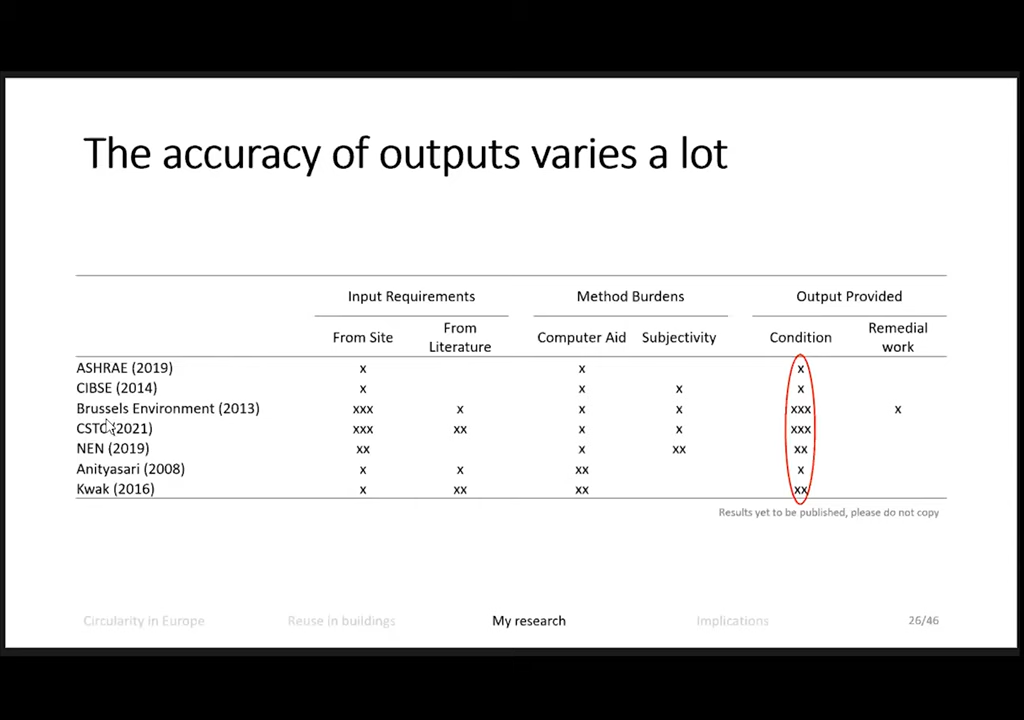 The accuracy of outputs varies a lot
Input Requirements Method Burdens Output Provided
From Site From Literature Computer Aid Subjectivity Condition Remedial work
ASHRAE (2019) x x x
CIBSE (2014) x x x x
Brussels Environment (2013) xxx x x x xxx x
CSTC (2021) xxx xx x x xxx
NEN (2019) xx x xx xx
Anityasari (2008) x x xx x
Kwak (2016) x xx xx xx
Results yet to be published, please do not copy
Circularity in Europe Reuse in buildings My research Implications 26/46